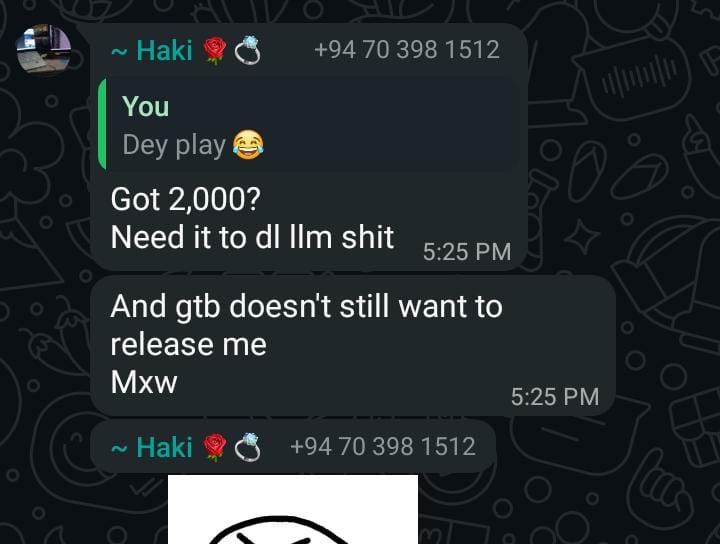 ~ Haki 🌹💍 +94 70 398 1512
You
Dey play 😂
Got 2,000?
Need it to dl llm shit
5:25 PM
And gtb doesn't still want to
release me
Mxw
5:25 PM
~ Haki 🌹💍 +94 70 398 1512